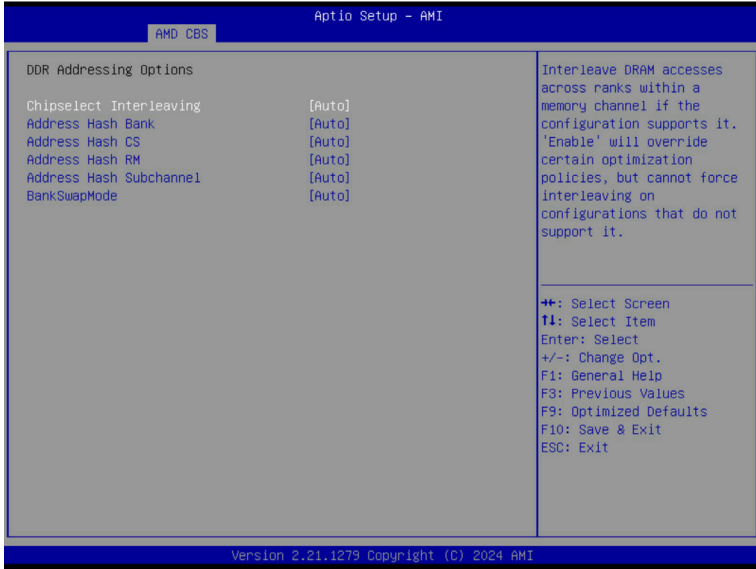 Aptio Setup – AMI
AMD CBS
DDR Addressing Options
Chipselect Interleaving [Auto]
Address Hash Bank [Auto]
Address Hash CS [Auto]
Address Hash RM [Auto]
Address Hash Subchannel [Auto]
BankSwapMode [Auto]
Interleave DRAM accesses
across ranks within a
memory channel if the
configuration supports it.
'Enable' will override
certain optimization
policies, but cannot force
interleaving on
configurations that do not
support it.
→←: Select Screen
↑↓: Select Item
Enter: Select
+/-: Change Opt.
F1: General Help
F3: Previous Values
F9: Optimized Defaults
F10: Save & Exit
ESC: Exit
Version 2.21.1279 Copyright (C) 2024 AMI